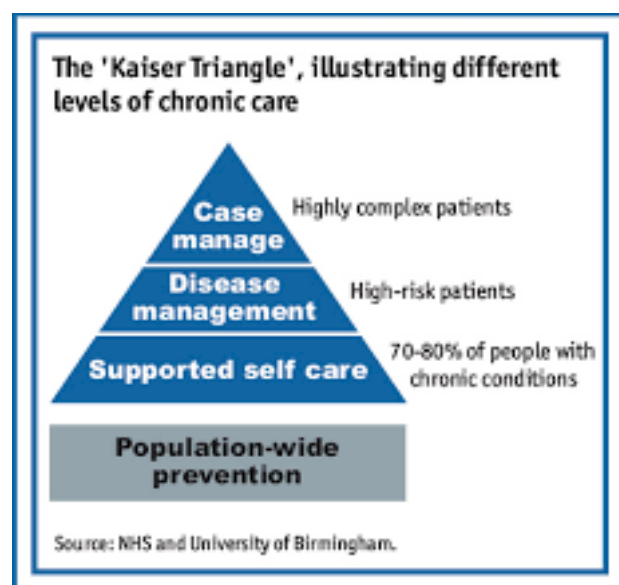 The 'Kaiser Triangle', illustrating different
levels of chronic care
Case
manage
Highly complex patients
Disease
management
High-risk patients
Supported self care
70-80% of people with
chronic conditions
Population-wide
prevention
Source: NHS and University of Birmingham.